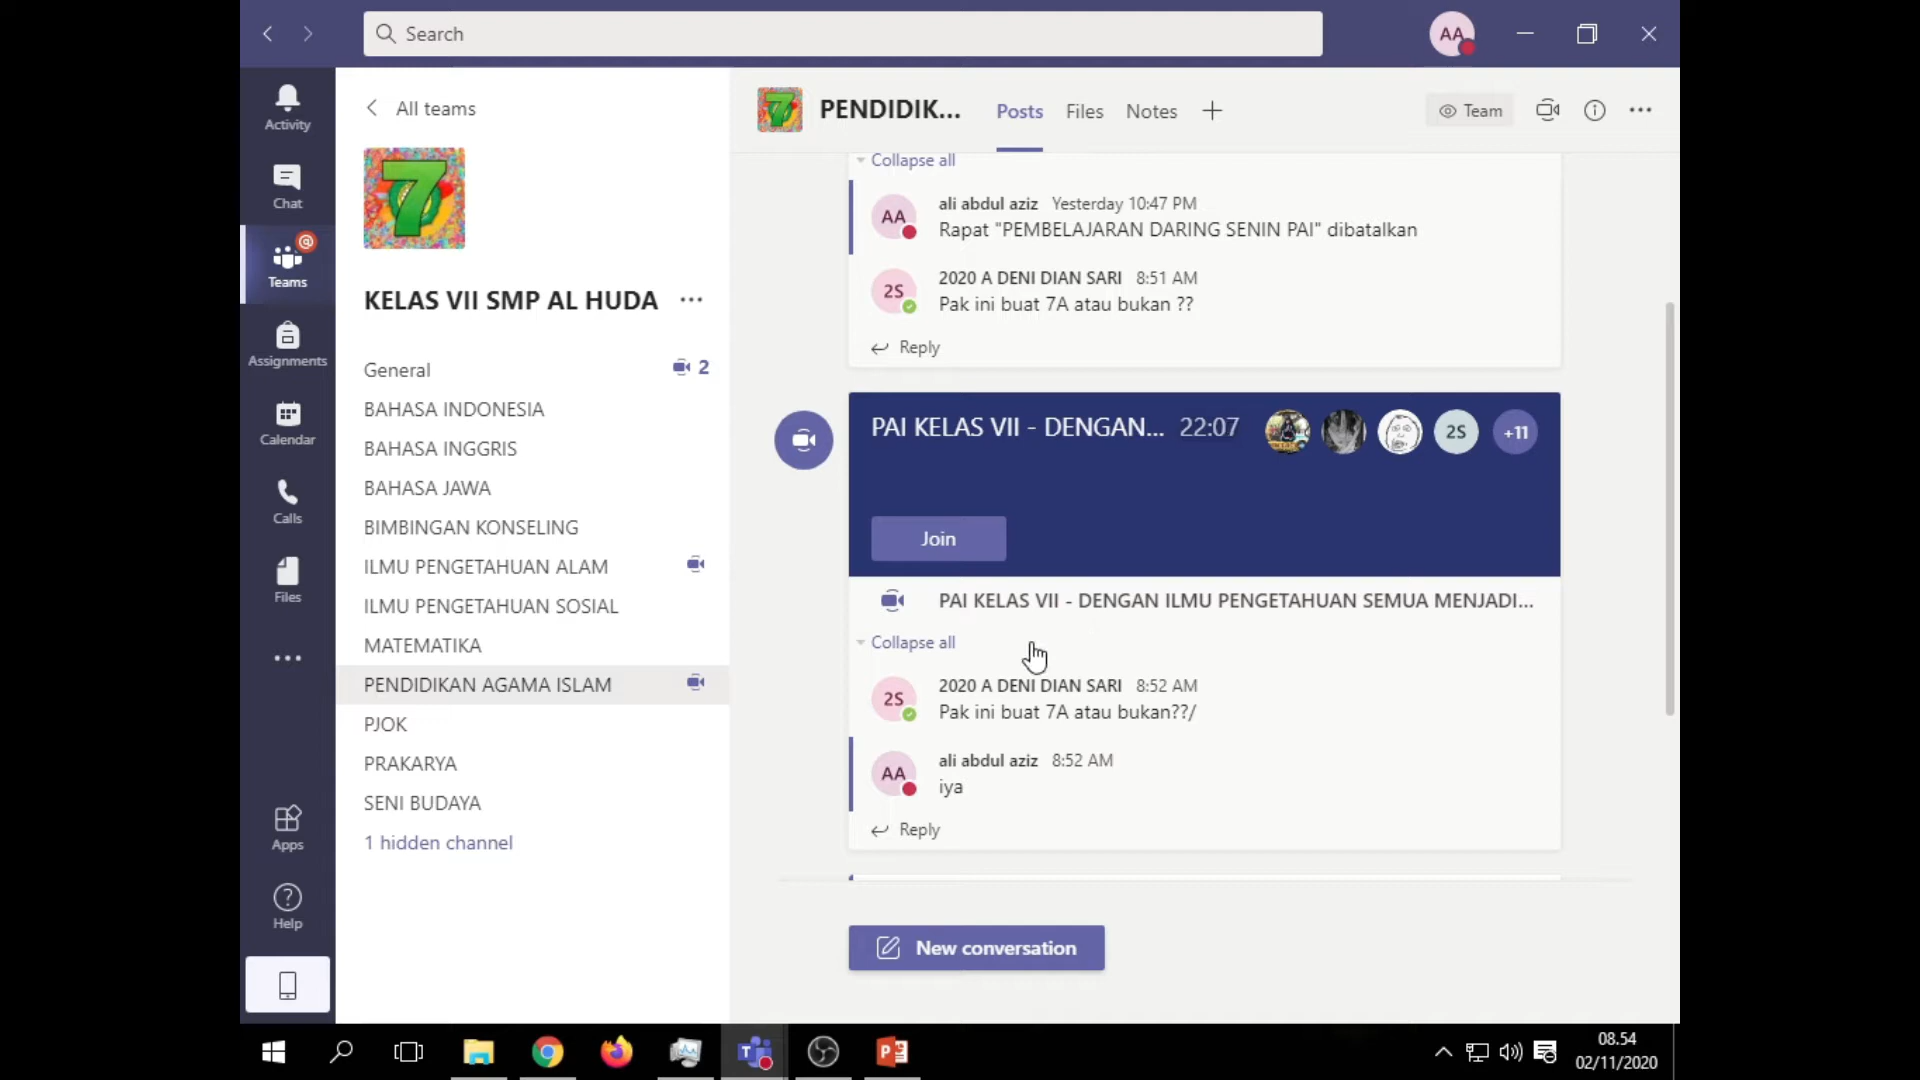 Search
AA
Activity
Chat
Teams
Assignments
Calendar
Calls
Files
Apps
Help
All teams
7
KELAS VII SMP AL HUDA
General 2
BAHASA INDONESIA
BAHASA INGGRIS
BAHASA JAWA
BIMBINGAN KONSELING
ILMU PENGETAHUAN ALAM
ILMU PENGETAHUAN SOSIAL
MATEMATIKA
PENDIDIKAN AGAMA ISLAM
PJOK
PRAKARYA
SENI BUDAYA
1 hidden channel
7 PENDIDIK... Posts Files Notes Team
Collapse all
AA ali abdul aziz Yesterday 10:47 PM
Rapat "PEMBELAJARAN DARING SENIN PAI" dibatalkan
2S 2020 A DENI DIAN SARI 8:51 AM
Pak ini buat 7A atau bukan ??
Reply
PAI KELAS VII - DENGAN... 22:07 2S +11
Join
PAI KELAS VII - DENGAN ILMU PENGETAHUAN SEMUA MENJADI...
Collapse all
2S 2020 A DENI DIAN SARI 8:52 AM
Pak ini buat 7A atau bukan??/
AA ali abdul aziz 8:52 AM
iya
Reply
New conversation
08.54
02/11/2020